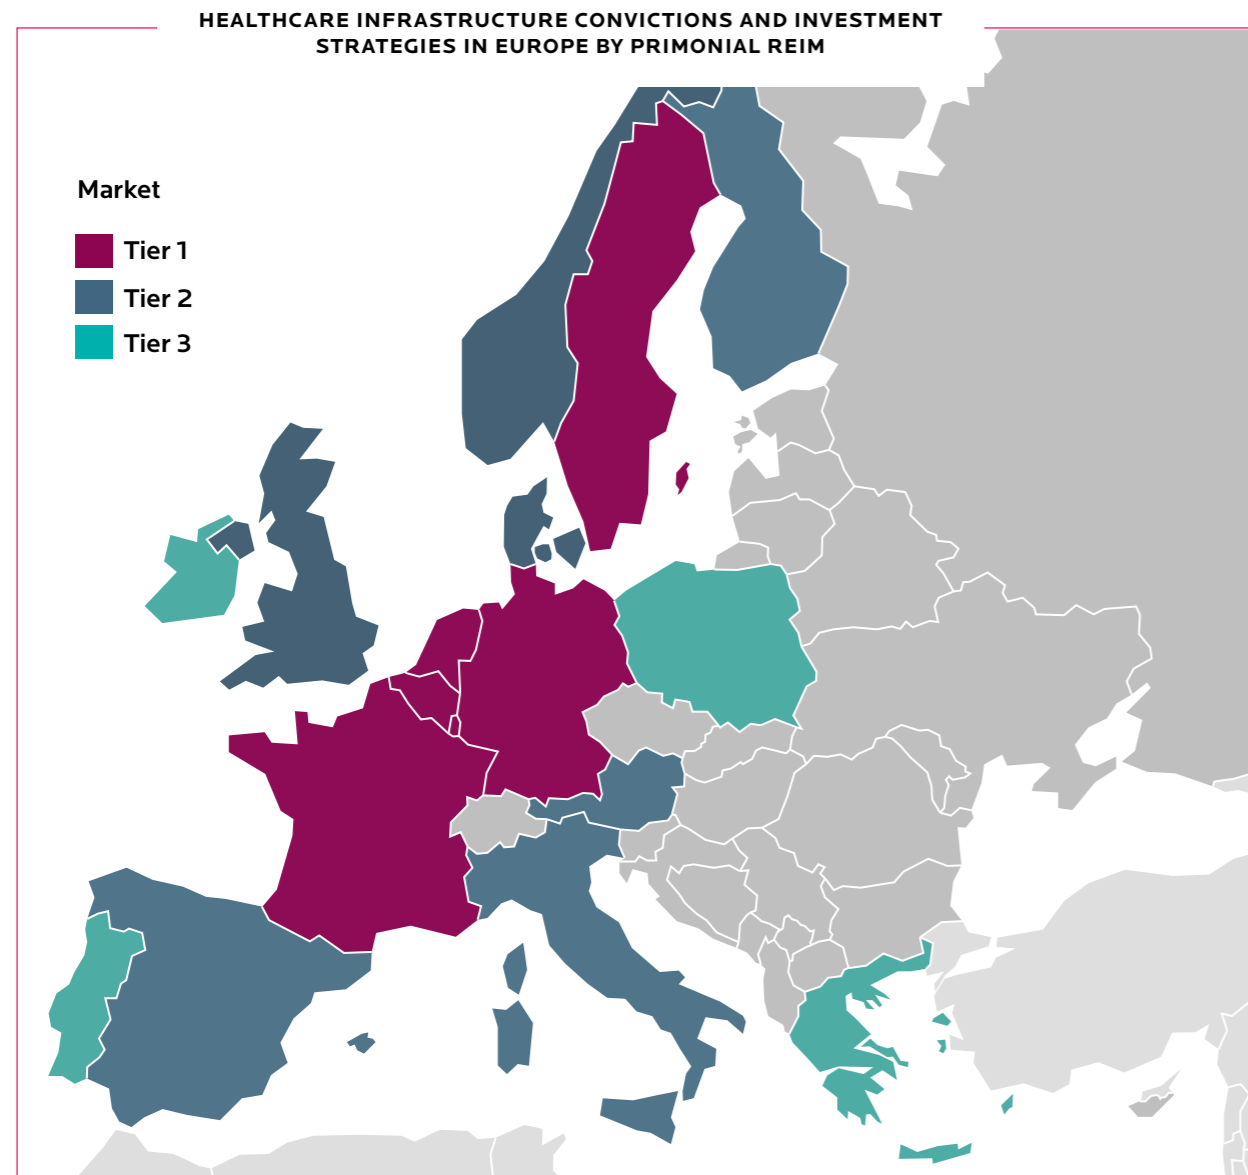 HEALTHCARE INFRASTRUCTURE CONVICTIONS AND INVESTMENT
STRATEGIES IN EUROPE BY PRIMONIAL REIM
Market
Tier 1
Tier 2
Tier 3